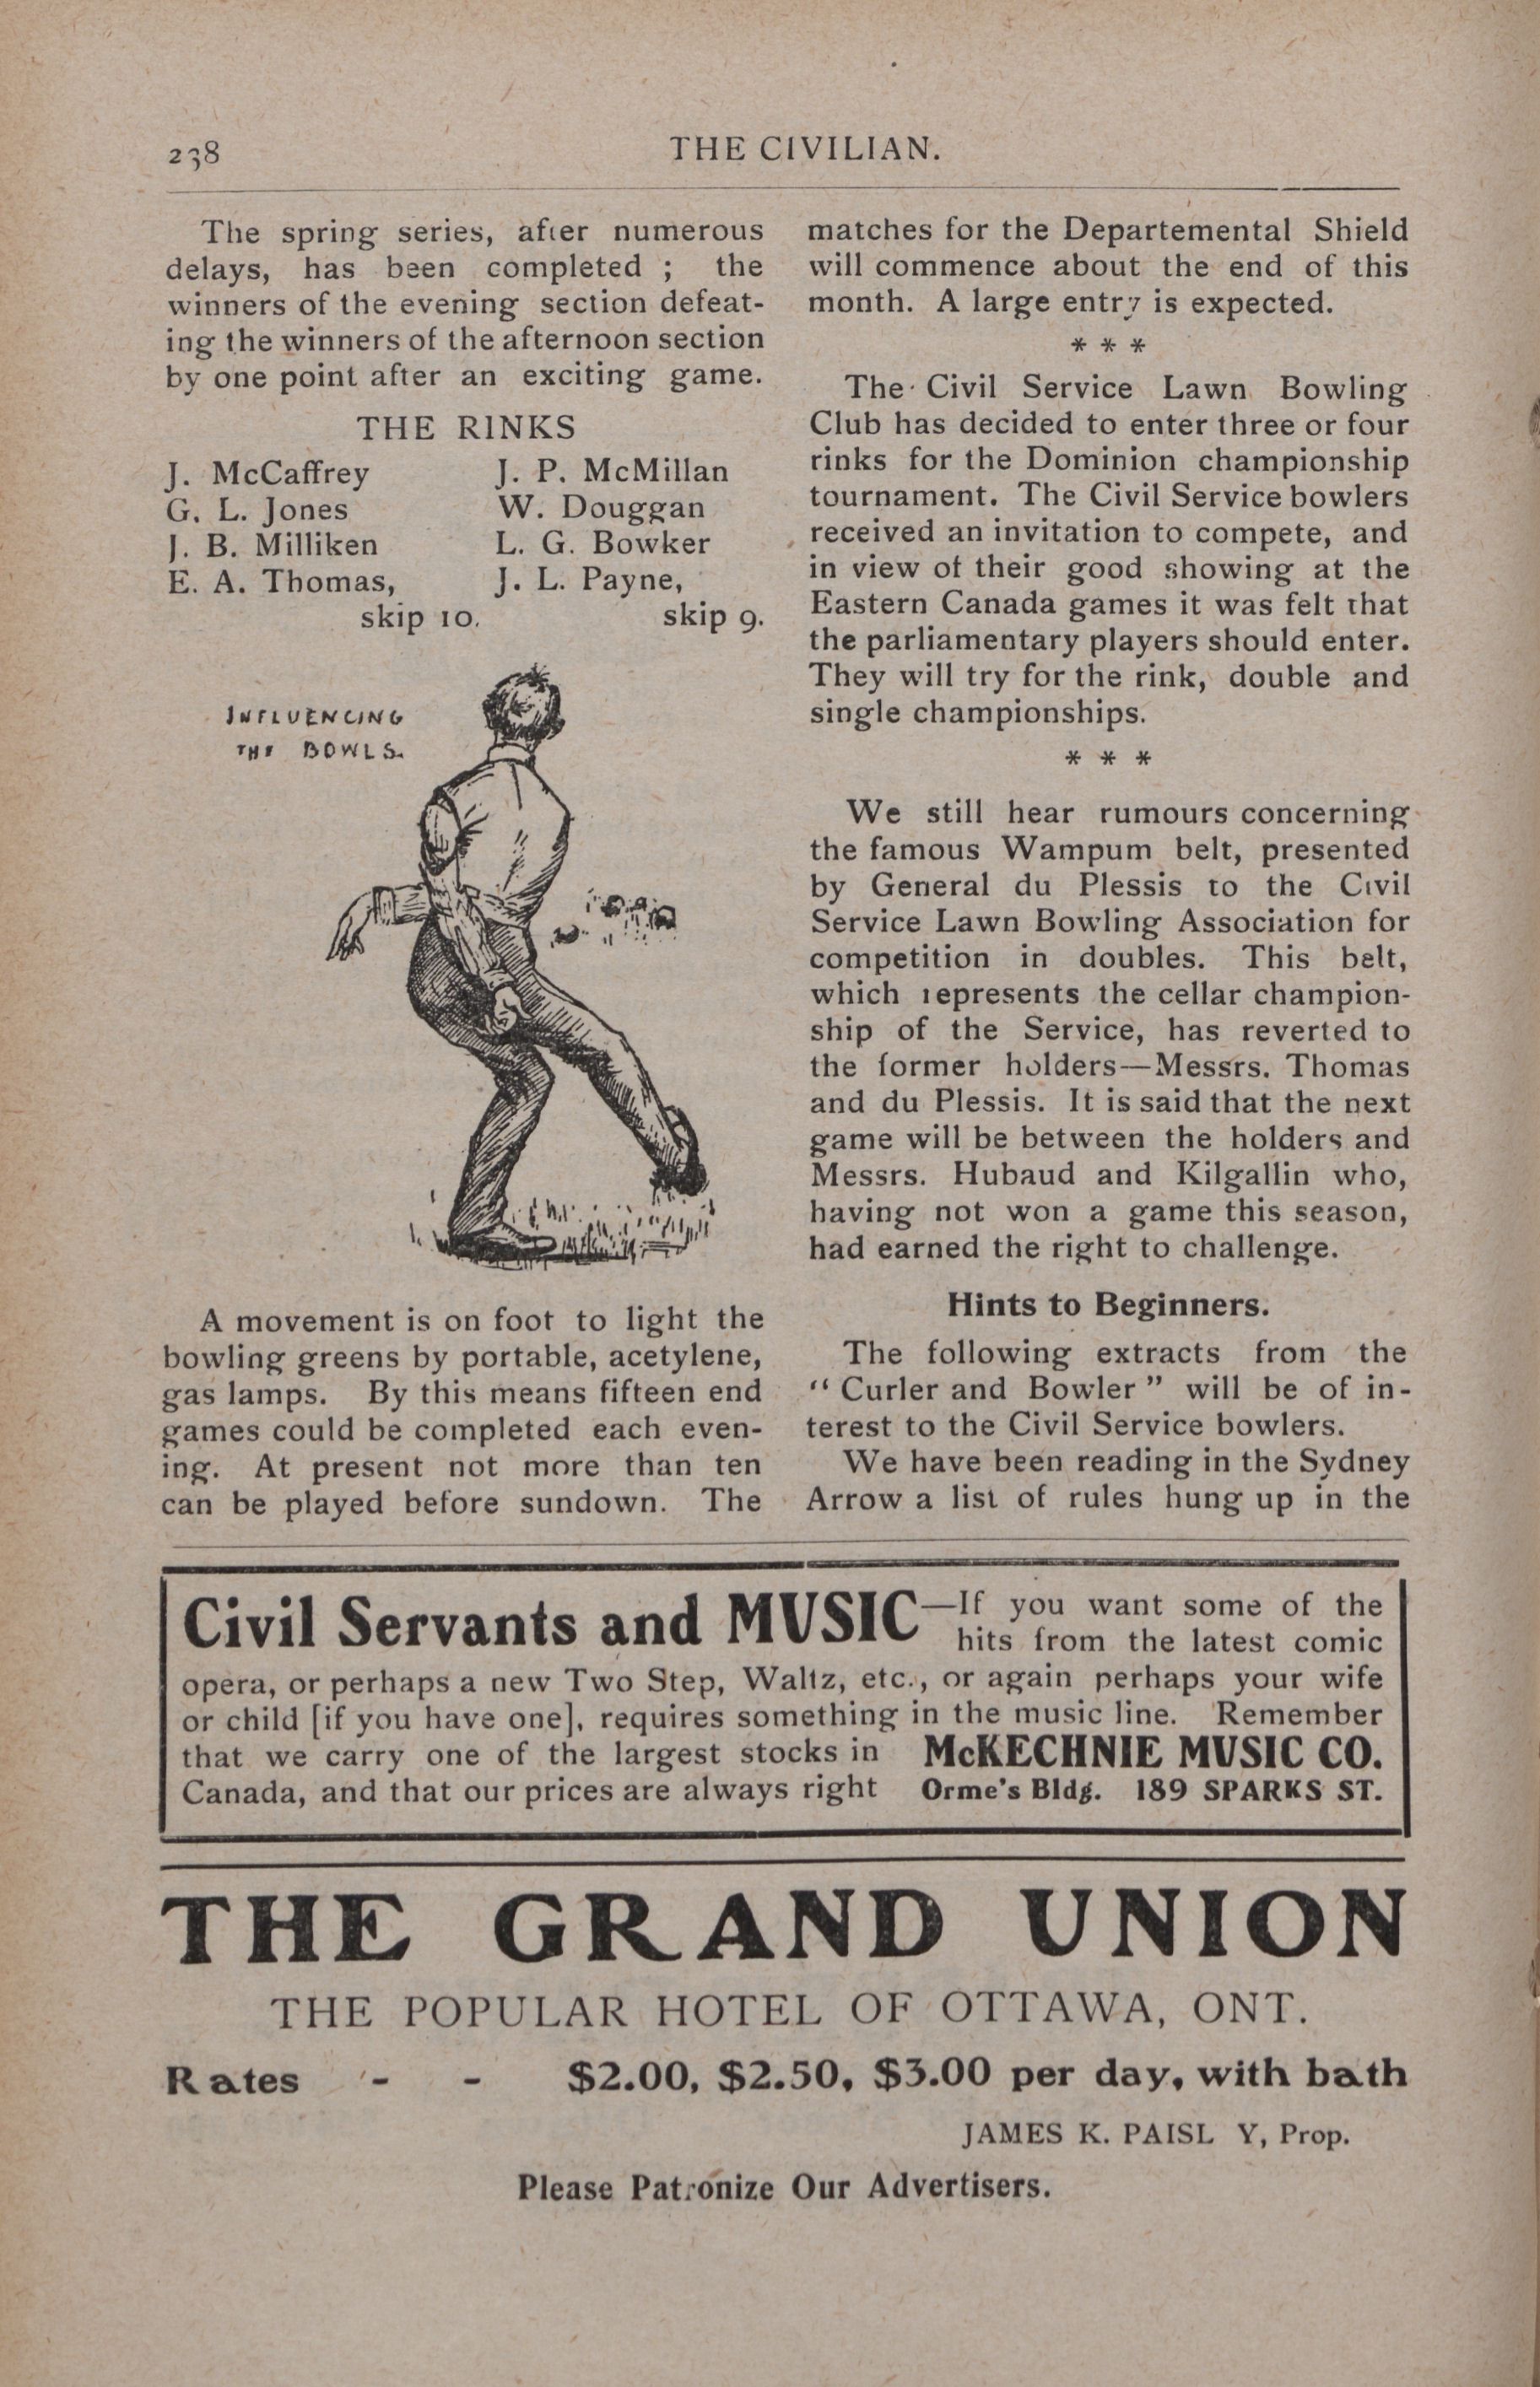 238
THE CIVILIAN.
The spring series, after numerous
delays, has been completed ; the
winners of the evening section defeat-
ing the winners of the afternoon section
by one point after an exciting game.
THE RINKS
J. McCaffrey J. P. McMillan
G. L. Jones W. Douggan
J. B. Milliken L. G. Bowker
E. A. Thomas, J. L. Payne,
skip 10. skip 9.
INFLUENCING
THE BOWLS.
A movement is on foot to light the
bowling greens by portable, acetylene,
gas lamps. By this means fifteen end
games could be completed each even-
ing. At present not more than ten
can be played before sundown. The
matches for the Departemental Shield
will commence about the end of this
month. A large entry is expected.
* * *
The Civil Service Lawn Bowling
Club has decided to enter three or four
rinks for the Dominion championship
tournament. The Civil Service bowlers
received an invitation to compete, and
in view of their good showing at the
Eastern Canada games it was felt that
the parliamentary players should enter.
They will try for the rink, double and
single championships.
* * *
We still hear rumours concerning
the famous Wampum belt, presented
by General du Plessis to the Civil
Service Lawn Bowling Association for
competition in doubles. This belt,
which represents the cellar champion-
ship of the Service, has reverted to
the former holders—Messrs. Thomas
and du Plessis. It is said that the next
game will be between the holders and
Messrs. Hubaud and Kilgallin who,
having not won a game this season,
had earned the right to challenge.
Hints to Beginners.
The following extracts from the
“ Curler and Bowler ” will be of in-
terest to the Civil Service bowlers.
We have been reading in the Sydney
Arrow a list of rules hung up in the
Civil Servants and MUSIC—If you want some of the
hits from the latest comic
opera, or perhaps a new Two Step, Waltz, etc., or again perhaps your wife
or child [if you have one], requires something in the music line. Remember
that we carry one of the largest stocks in McKECHNIE MUSIC CO.
Canada, and that our prices are always right Orme's Bldg. 189 SPARKS ST.
THE GRAND UNION
THE POPULAR HOTEL OF OTTAWA, ONT.
Rates - - $2.00, $2.50, $3.00 per day, with bath
JAMES K. PAISL Y, Prop.
Please Patronize Our Advertisers.